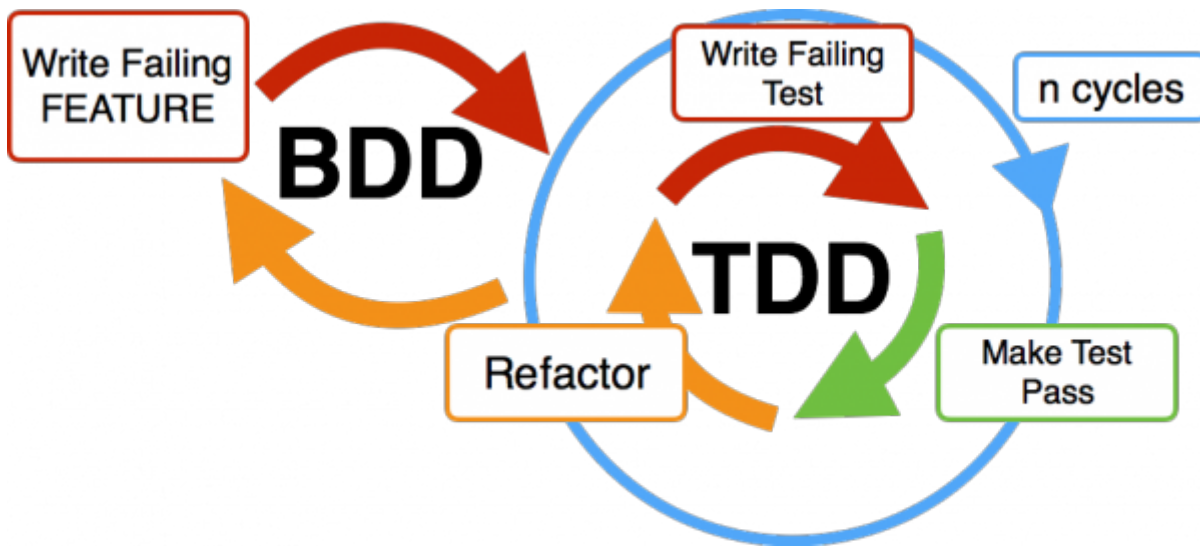 Write Failing
FEATURE
BDD
Write Failing
Test
n cycles
TDD
Refactor
Make Test
Pass